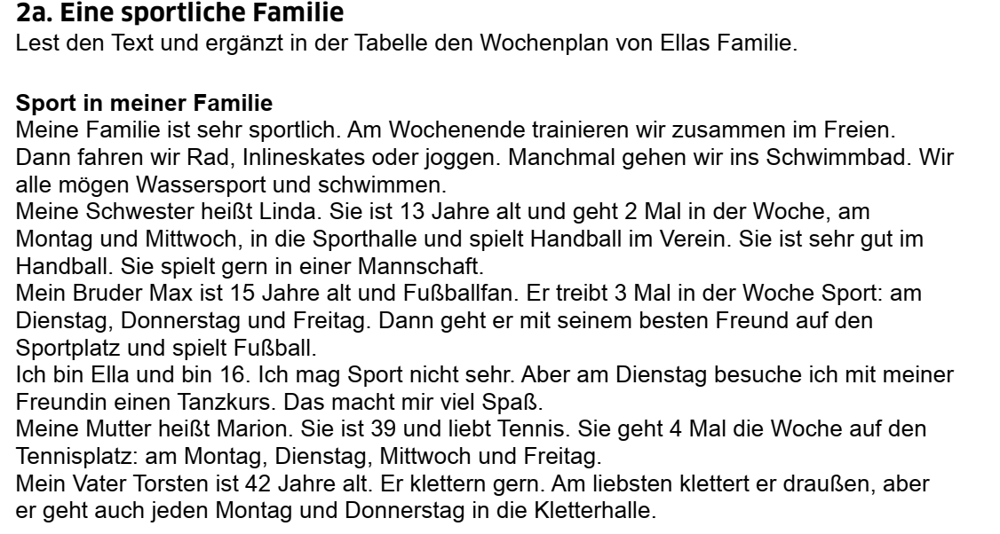 2a. Eine sportliche Familie
Lest den Text und ergänzt in der Tabelle den Wochenplan von Ellas Familie.
Sport in meiner Familie
Meine Familie ist sehr sportlich. Am Wochenende trainieren wir zusammen im Freien.
Dann fahren wir Rad, Inlineskates oder joggen. Manchmal gehen wir ins Schwimmbad. Wir
alle mögen Wassersport und schwimmen.
Meine Schwester heißt Linda. Sie ist 13 Jahre alt und geht 2 Mal in der Woche, am
Montag und Mittwoch, in die Sporthalle und spielt Handball im Verein. Sie ist sehr gut im
Handball. Sie spielt gern in einer Mannschaft.
Mein Bruder Max ist 15 Jahre alt und Fußballfan. Er treibt 3 Mal in der Woche Sport: am
Dienstag, Donnerstag und Freitag. Dann geht er mit seinem besten Freund auf den
Sportplatz und spielt Fußball.
Ich bin Ella und bin 16. Ich mag Sport nicht sehr. Aber am Dienstag besuche ich mit meiner
Freundin einen Tanzkurs. Das macht mir viel Spaß.
Meine Mutter heißt Marion. Sie ist 39 und liebt Tennis. Sie geht 4 Mal die Woche auf den
Tennisplatz: am Montag, Dienstag, Mittwoch und Freitag.
Mein Vater Torsten ist 42 Jahre alt. Er klettern gern. Am liebsten klettert er draußen, aber
er geht auch jeden Montag und Donnerstag in die Kletterhalle.